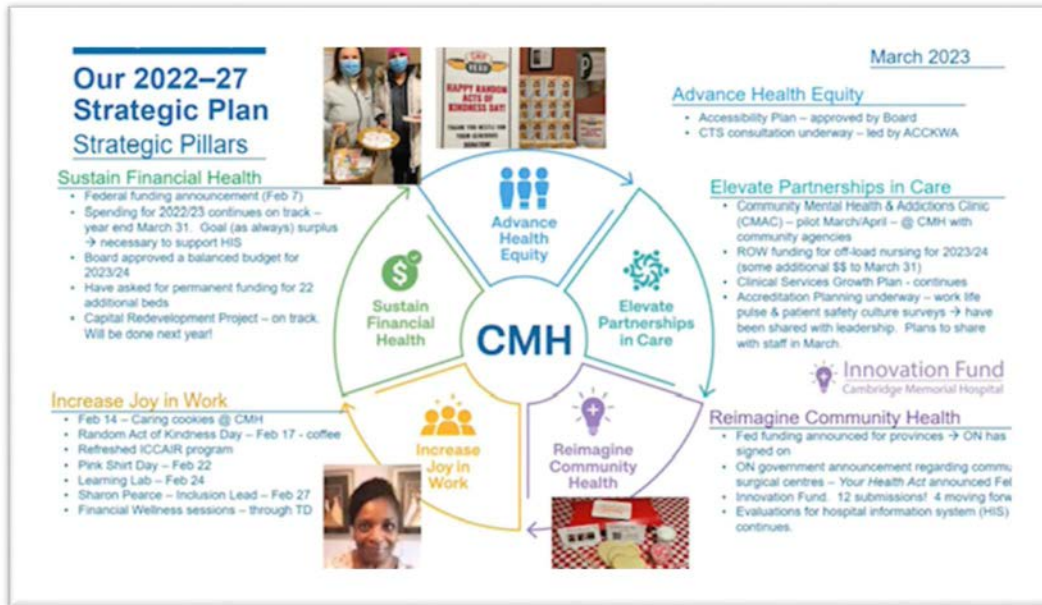 Our 2022–27
Strategic Plan
Strategic Pillars
March 2023
Sustain Financial Health
• Federal funding announcement (Feb 7)
• Spending for 2022/23 continues on track –
year end March 31. Goal (as always) surplus
→ necessary to support HIS
• Board approved a balanced budget for
2023/24
• Have asked for permanent funding for 22
additional beds
• Capital Redevelopment Project – on track.
Will be done next year!
Increase Joy in Work
• Feb 14 – Caring cookies @ CMH
• Random Act of Kindness Day – Feb 17 - coffee
• Refreshed ICCAIR program
• Pink Shirt Day – Feb 22
• Learning Lab – Feb 24
• Sharon Pearce – Inclusion Lead – Feb 27
• Financial Wellness sessions – through TD
HAPPY RANDOM
ACTS OF
KINDNESS DAY!
Advance
Health
Equity
Sustain
Financial
Health
Elevate
Partnerships
in Care
CMH
Increase
Joy in
Work
Reimagine
Community
Health
Advance Health Equity
• Accessibility Plan – approved by Board
• CTS consultation underway – led by ACCKWA
Elevate Partnerships in Care
• Community Mental Health & Addictions Clinic
(CMAC) – pilot March/April – @ CMH with
community agencies
• ROW funding for off-load nursing for 2023/24
(some additional $$ to March 31)
• Clinical Services Growth Plan - continues
• Accreditation Planning underway – work life
pulse & patient safety culture surveys → have
been shared with leadership. Plans to share
with staff in March.
Innovation Fund
Cambridge Memorial Hospital
Reimagine Community Health
• Fed funding announced for provinces → ON has
signed on
• ON government announcement regarding commu
surgical centres – Your Health Act announced Fel
• Innovation Fund. 12 submissions! 4 moving forw
• Evaluations for hospital information system (HIS)
continues.